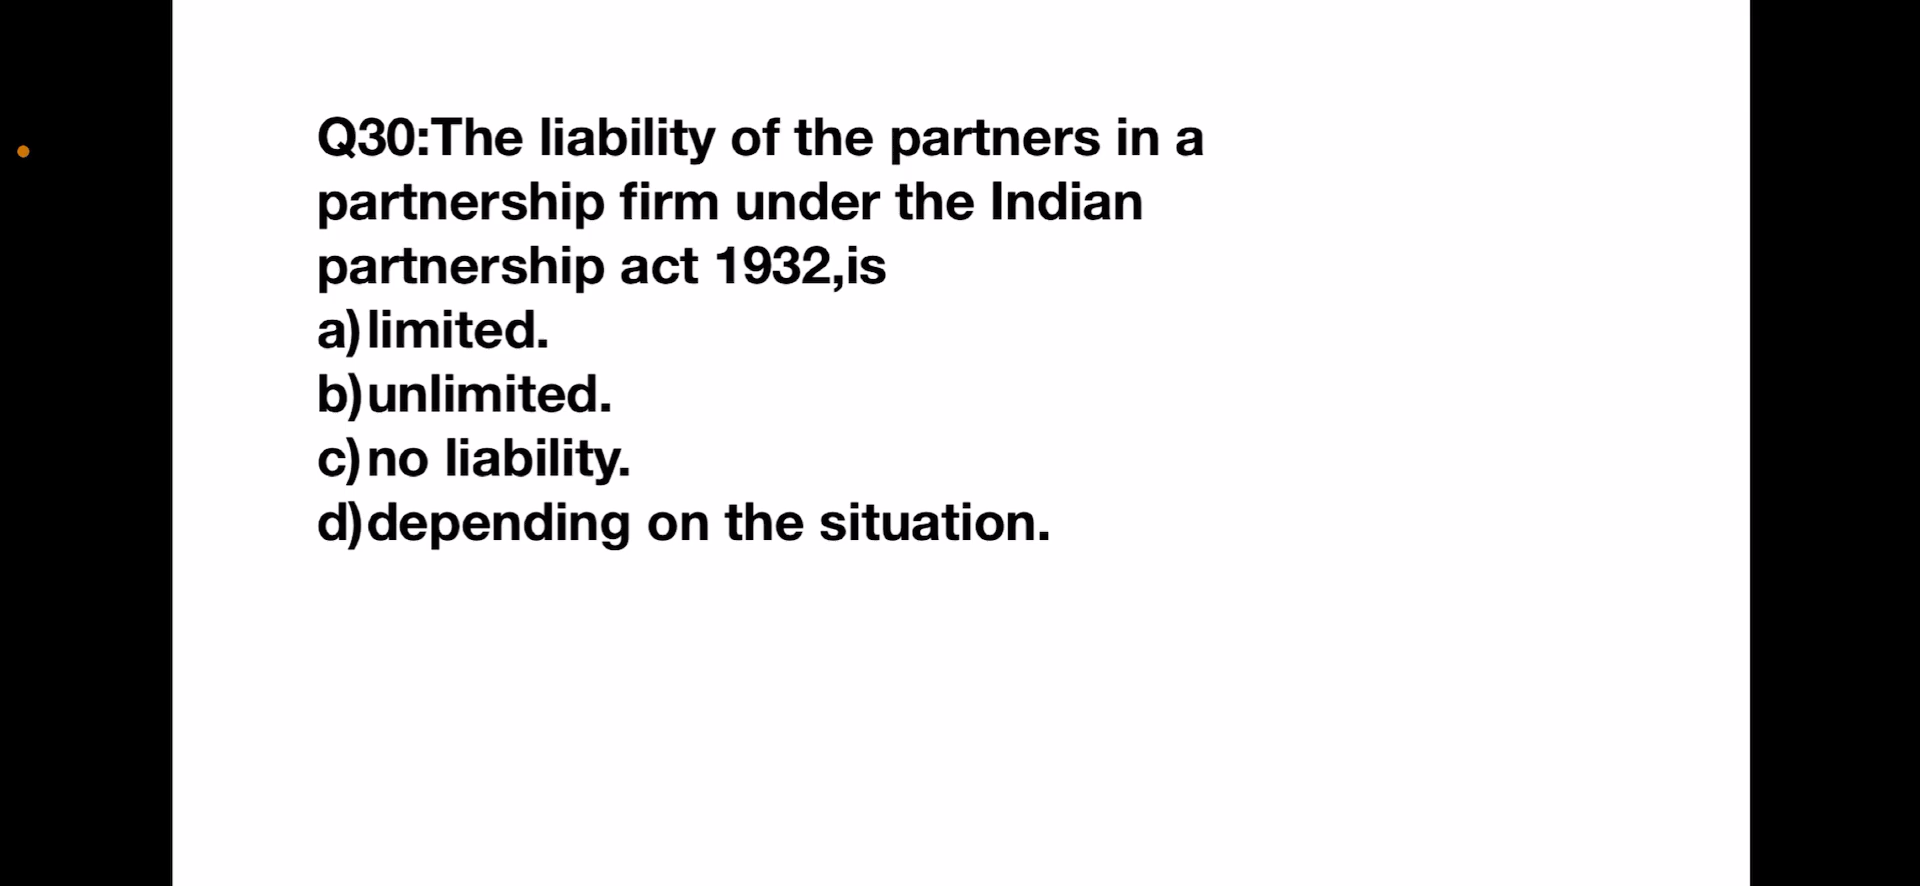 Q30:The liability of the partners in a
partnership firm under the Indian
partnership act 1932,is
a)limited.
b)unlimited.
c)no liability.
d)depending on the situation.